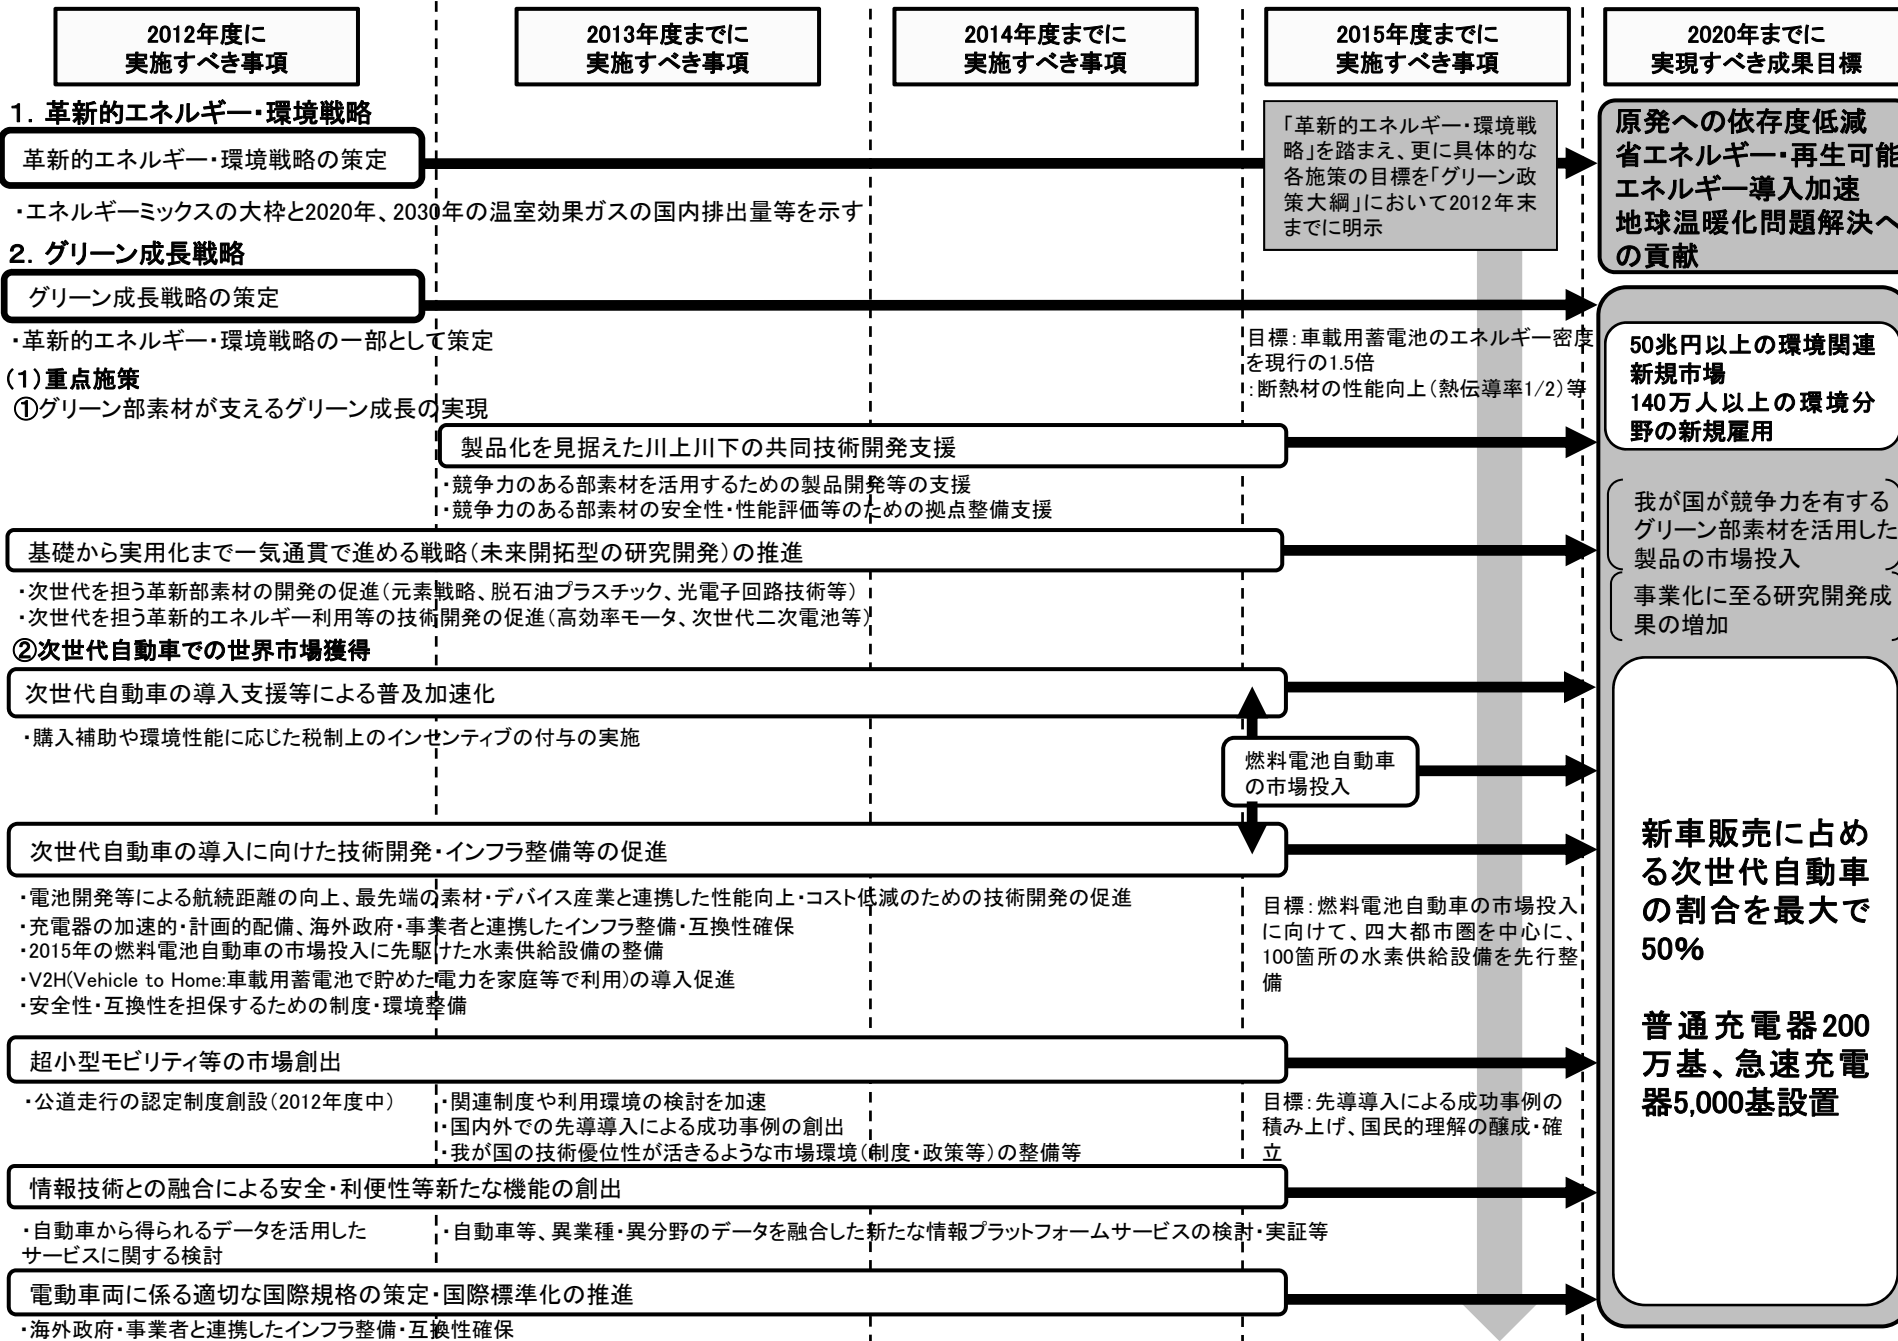 2012年度に
実施すべき事項
2013年度までに
実施すべき事項
2014年度までに
実施すべき事項
2015年度までに
実施すべき事項
2020年までに
実現すべき成果目標
１．革新的エネルギー・環境戦略
革新的エネルギー・環境戦略の策定
・エネルギーミックスの大枠と2020年、2030年の温室効果ガスの国内排出量等を示す
「革新的エネルギー・環境戦
略」を踏まえ、更に具体的な
各施策の目標を「グリーン政
策大綱」において2012年末
までに明示
原発への依存度低減
省エネルギー・再生可能
エネルギー導入加速
地球温暖化問題解決へ
の貢献
２．グリーン成長戦略
グリーン成長戦略の策定
・革新的エネルギー・環境戦略の一部として策定
目標：車載用蓄電池のエネルギー密度
を現行の1.5倍
：断熱材の性能向上（熱伝導率1/2）等
50兆円以上の環境関連
新規市場
140万人以上の環境分
野の新規雇用
（１）重点施策
①グリーン部素材が支えるグリーン成長の実現
製品化を見据えた川上川下の共同技術開発支援
・競争力のある部素材を活用するための製品開発等の支援
・競争力のある部素材の安全性・性能評価等のための拠点整備支援
我が国が競争力を有する
グリーン部素材を活用した
製品の市場投入
基礎から実用化まで一気通貫で進める戦略（未来開拓型の研究開発）の推進
・次世代を担う革新部素材の開発の促進（元素戦略、脱石油プラスチック、光電子回路技術等）
・次世代を担う革新的エネルギー利用等の技術開発の促進（高効率モータ、次世代二次電池等）
事業化に至る研究開発成
果の増加
②次世代自動車での世界市場獲得
次世代自動車の導入支援等による普及加速化
・購入補助や環境性能に応じた税制上のインセンティブの付与の実施
燃料電池自動車
の市場投入
次世代自動車の導入に向けた技術開発・インフラ整備等の促進
・電池開発等による航続距離の向上、最先端の素材・デバイス産業と連携した性能向上・コスト低減のための技術開発の促進
・充電器の加速的・計画的配備、海外政府・事業者と連携したインフラ整備・互換性確保
・2015年の燃料電池自動車の市場投入に先駆けた水素供給設備の整備
・V2H(Vehicle to Home:車載用蓄電池で貯めた電力を家庭等で利用)の導入促進
・安全性・互換性を担保するための制度・環境整備
目標：燃料電池自動車の市場投入
に向けて、四大都市圏を中心に、
100箇所の水素供給設備を先行整
備
新車販売に占め
る次世代自動車
の割合を最大で
50%
普通充電器200
万基、急速充電
器5,000基設置
超小型モビリティ等の市場創出
・公道走行の認定制度創設（2012年度中）
・関連制度や利用環境の検討を加速
・国内外での先導導入による成功事例の創出
・我が国の技術優位性が活きるような市場環境（制度・政策等）の整備等
目標：先導導入による成功事例の
積み上げ、国民的理解の醸成・確
立
情報技術との融合による安全・利便性等新たな機能の創出
・自動車から得られるデータを活用した
サービスに関する検討
・自動車等、異業種・異分野のデータを融合した新たな情報プラットフォームサービスの検討・実証等
電動車両に係る適切な国際規格の策定・国際標準化の推進
・海外政府・事業者と連携したインフラ整備・互換性確保